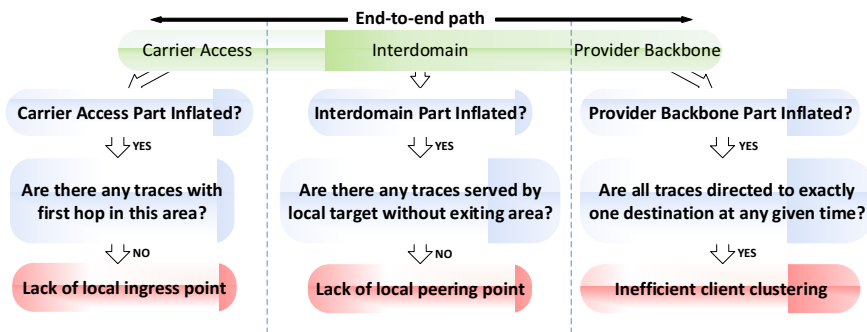 End-to-end path
Carrier Access
Interdomain
Provider Backbone
Carrier Access Part Inflated?
Interdomain Part Inflated?
Provider Backbone Part Inflated?
YES
YES
YES
Are there any traces with
first hop in this area?
Are there any traces served by
local target without exiting area?
Are all traces directed to exactly
one destination at any given time?
NO
NO
YES
Lack of local ingress point
Lack of local peering point
Inefficient client clustering